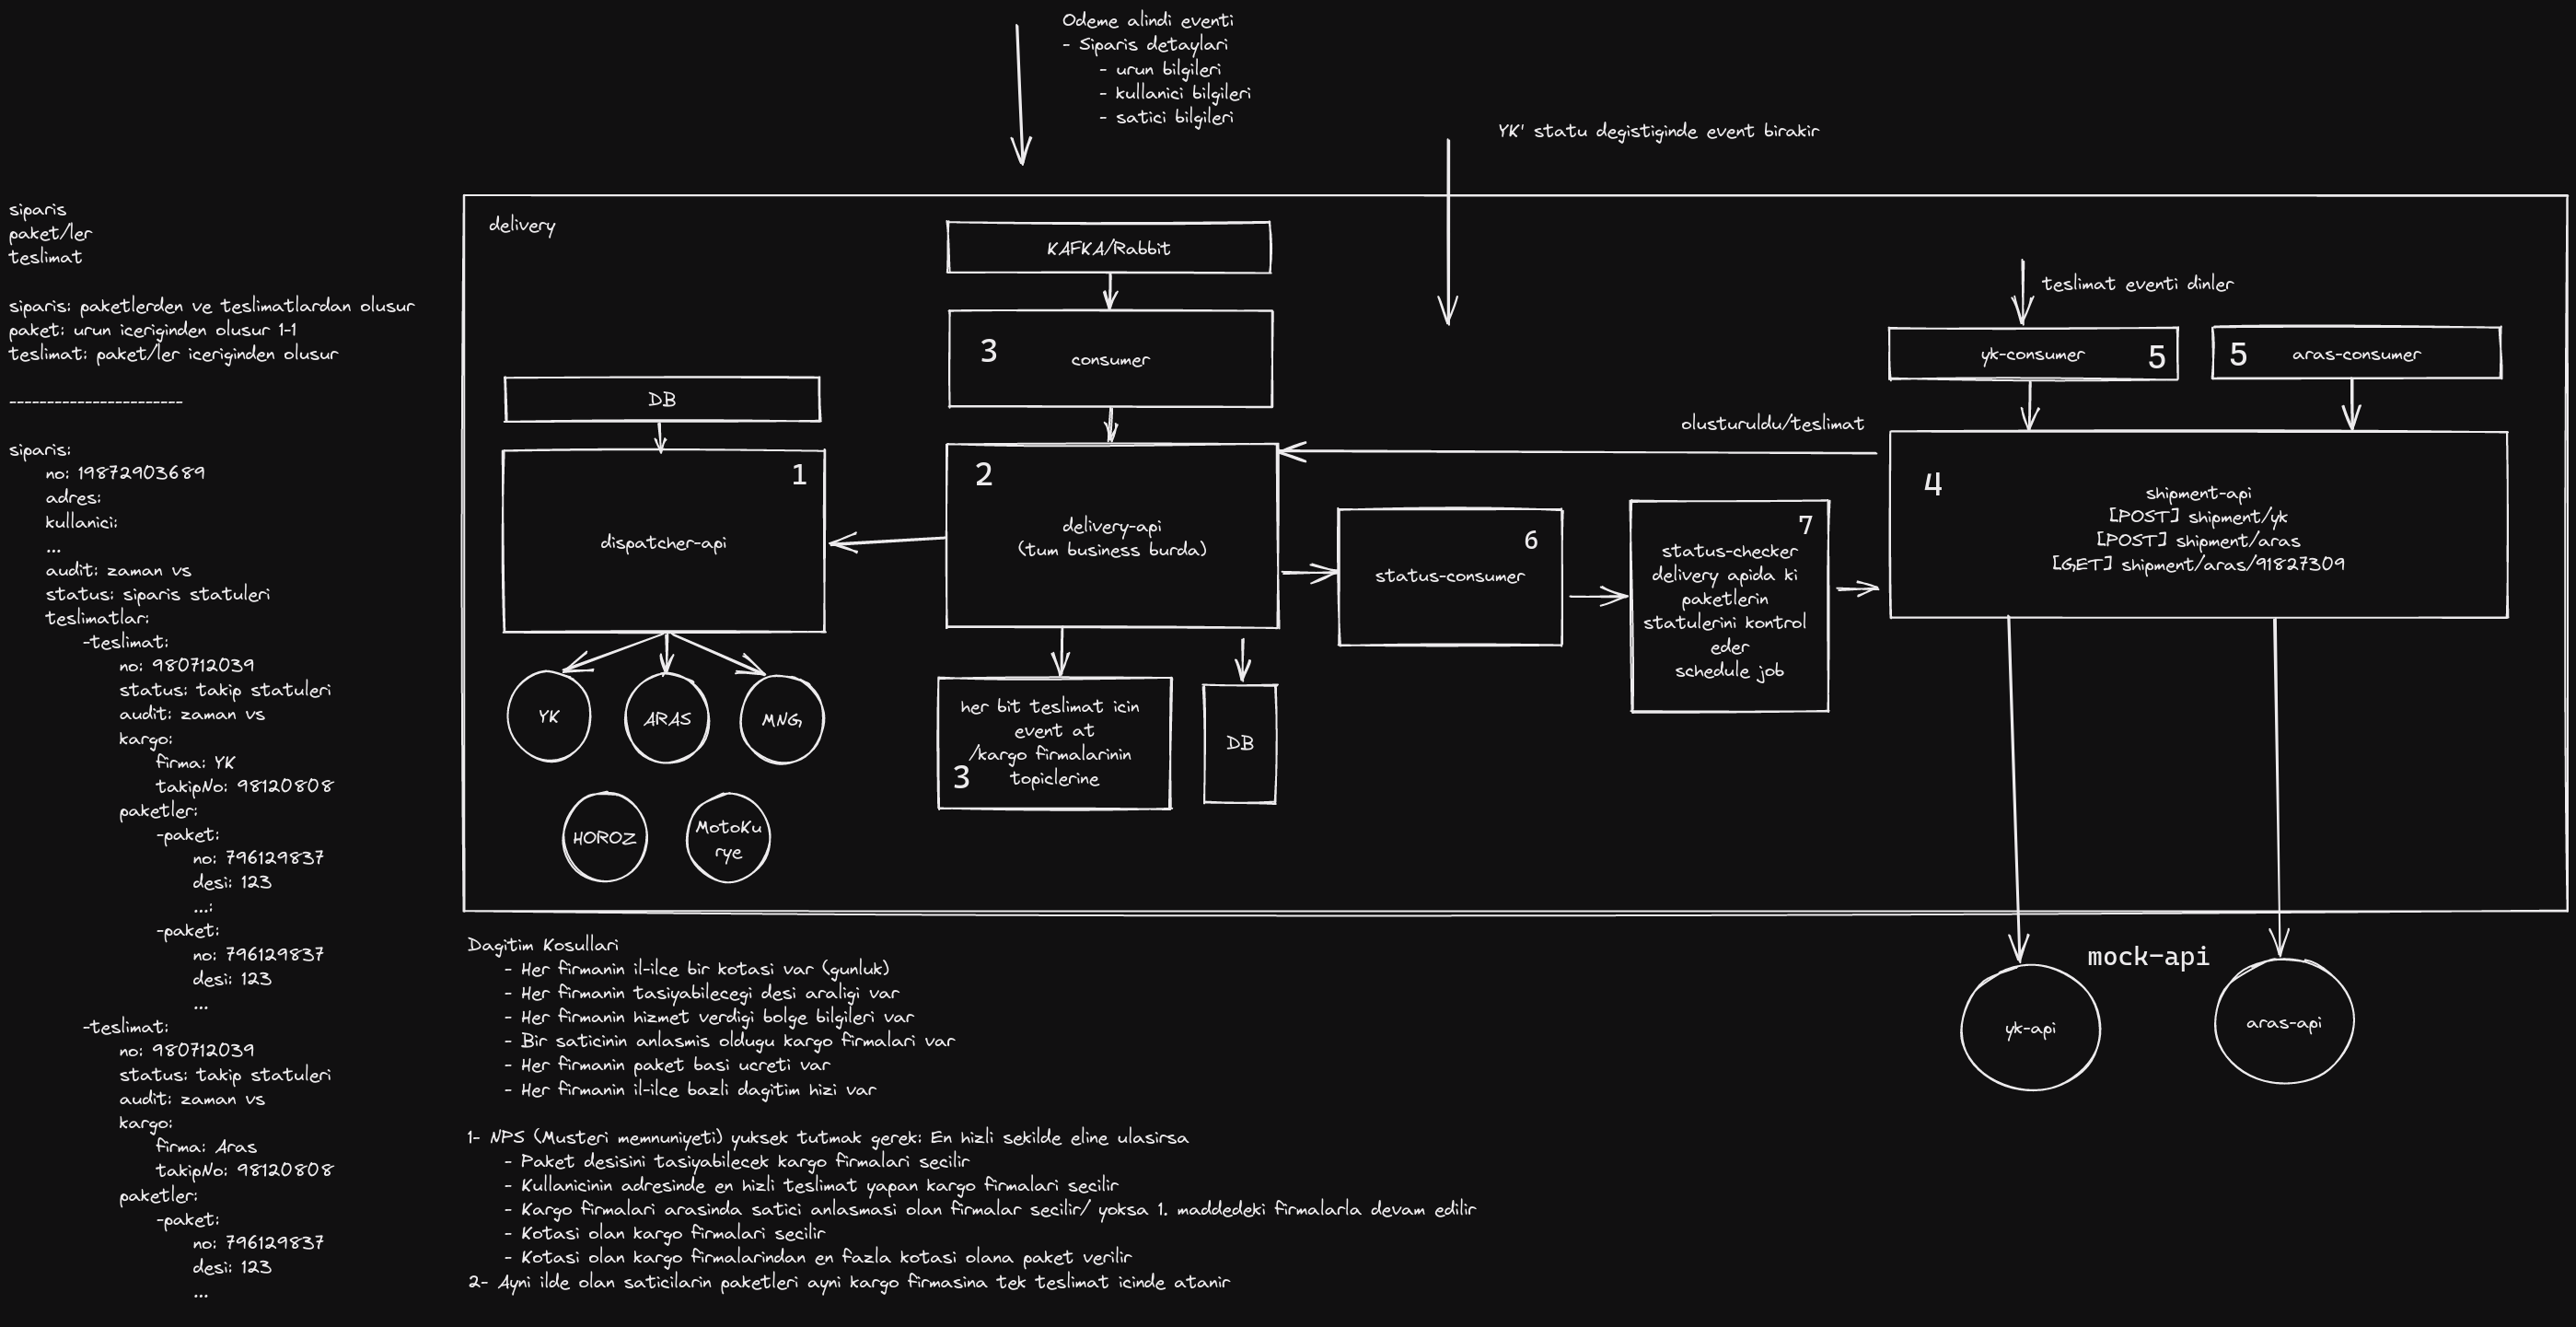 Odeme alindi eventi
- Siparis detaylari
- urun bilgileri
- kullanici bilgileri
- satici bilgileri
YK' statu degistiginde event birakir
siparis
paket/ler
teslimat
siparis: paketlerden ve teslimatlardan olusur
paket: urun iceriginden olusur 1-1
teslimat: paket/ler iceriginden olusur
-----------------------
siparis:
no: 19872903689
adres:
kullanici:
...
audit: zaman vs
status: siparis statuleri
teslimatlar:
-teslimat:
no: 980712039
status: takip statuleri
audit: zaman vs
kargo:
firma: YK
takipNo: 98120808
paketler:
-paket:
no: 796129837
desi: 123
...:
-paket:
no: 796129837
desi: 123
...
-teslimat:
no: 980712039
status: takip statuleri
audit: zaman vs
kargo:
firma: Aras
takipNo: 98120808
paketler:
-paket:
no: 796129837
desi: 123
...
delivery
KAFKA/Rabbit
3
consumer
DB
1
dispatcher-api
YK
ARAS
MNG
HOROZ
MotoKu
rye
2
delivery-api
(tum business burda)
her bit teslimat icin
event at
/kargo firmalarinin
topiclerine
3
DB
6
status-consumer
7
status-checker
delivery apida ki
paketlerin
statulerini kontrol
eder
schedule job
olusturuldu/teslimat
teslimat eventi dinler
yk-consumer
5
5
aras-consumer
4
shipment-api
[POST] shipment/yk
[POST] shipment/aras
[GET] shipment/aras/91827309
mock-api
yk-api
aras-api
Dagitim Kosullari
- Her firmanin il-ilce bir kotasi var (gunluk)
- Her firmanin tasiyabilecegi desi araligi var
- Her firmanin hizmet verdigi bolge bilgileri var
- Bir saticinin anlasmis oldugu kargo firmalari var
- Her firmanin paket basi ucreti var
- Her firmanin il-ilce bazli dagitim hizi var
1- NPS (Musteri memnuniyeti) yuksek tutmak gerek: En hizli sekilde eline ulasirsa
- Paket desisini tasiyabilecek kargo firmalari secilir
- Kullanicinin adresinde en hizli teslimat yapan kargo firmalari secilir
- Kargo firmalari arasinda satici anlasmasi olan firmalar secilir/ yoksa 1. maddedeki firmalarla devam edilir
- Kotasi olan kargo firmalari secilir
- Kotasi olan kargo firmalarindan en fazla kotasi olana paket verilir
2- Ayni ilde olan saticilarin paketleri ayni kargo firmasina tek teslimat icinde atanir